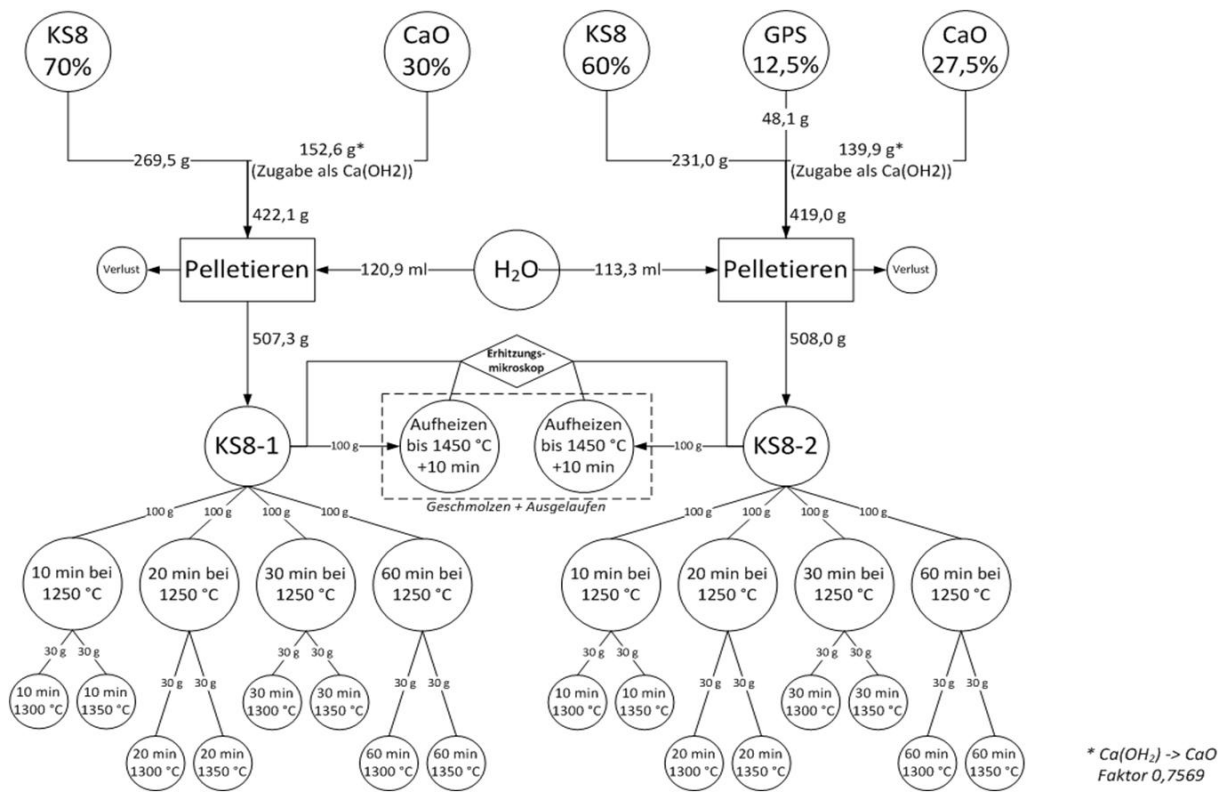 KS8
70%
CaO
30%
KS8
60%
GPS
12,5%
CaO
27,5%
48,1 g
269,5 g
152,6 g*
(Zugabe als Ca(OH2))
231,0 g
139,9 g*
(Zugabe als Ca(OH2))
422,1 g
419,0 g
Verlust
Pelletieren
120,9 ml
H₂O
113,3 ml
Pelletieren
Verlust
507,3 g
508,0 g
Erhitzungs-
mikroskop
KS8-1
100 g
Aufheizen
bis 1450 °C
+10 min
Aufheizen
bis 1450 °C
+10 min
100 g
KS8-2
Geschmolzen + Ausgelaufen
100 g
100 g
100 g
100 g
100 g
100 g
100 g
100 g
10 min bei
1250 °C
20 min bei
1250 °C
30 min bei
1250 °C
60 min bei
1250 °C
10 min bei
1250 °C
20 min bei
1250 °C
30 min bei
1250 °C
60 min bei
1250 °C
30 g
30 g
30 g
30 g
30 g
30 g
30 g
30 g
10 min
1300 °C
10 min
1350 °C
30 g
30 g
30 min
1300 °C
30 min
1350 °C
30 g
30 g
10 min
1300 °C
10 min
1350 °C
30 g
30 g
30 min
1300 °C
30 min
1350 °C
30 g
30 g
20 min
1300 °C
20 min
1350 °C
60 min
1300 °C
60 min
1350 °C
20 min
1300 °C
20 min
1350 °C
60 min
1300 °C
60 min
1350 °C
* Ca(OH₂) -> CaO
Faktor 0,7569